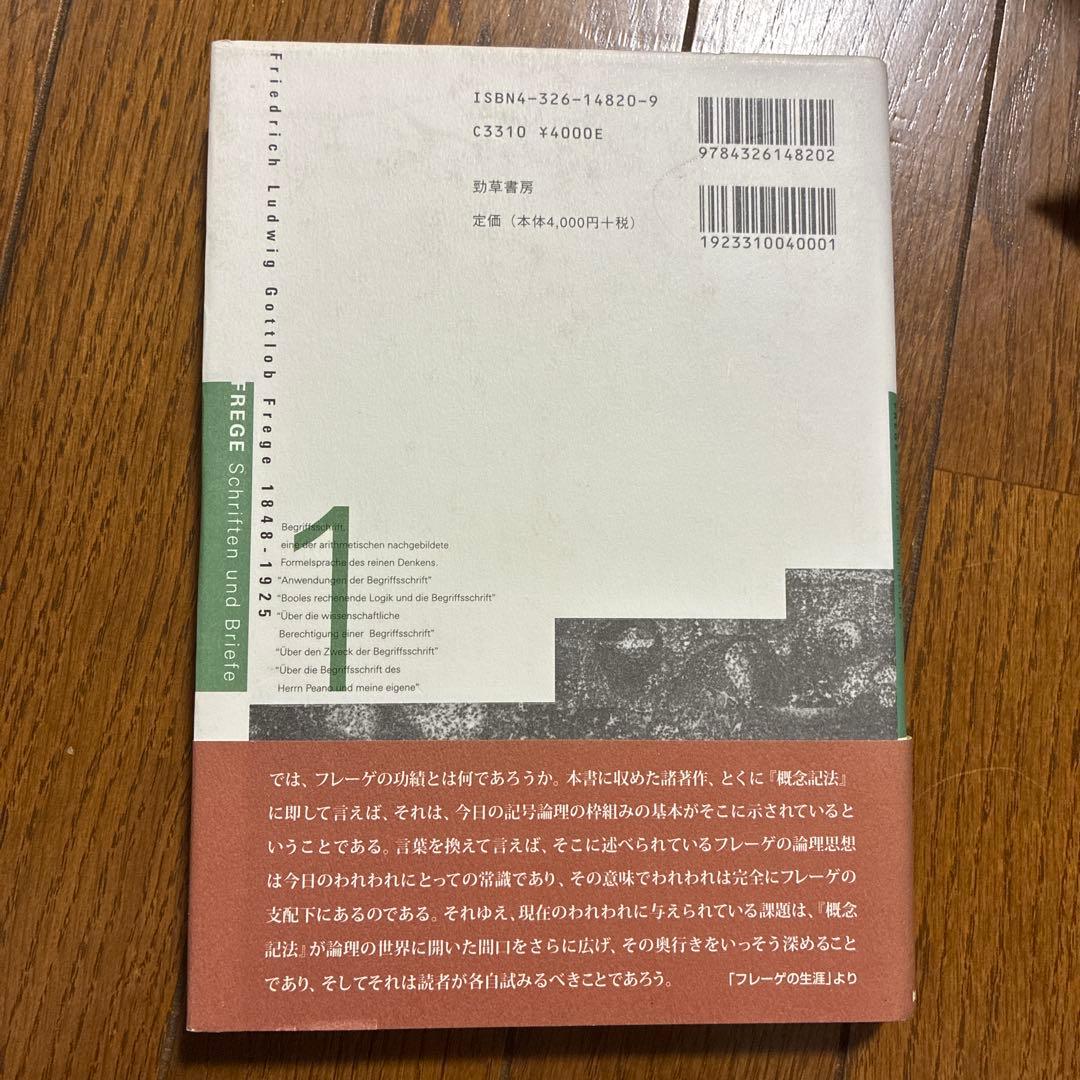 Friedrich Ludwig Gottlob Frege 1848-1925
FREGE Schriften und Briefe
ISBN4-326-14820-9
C3310 ¥4000E
勁草書房
定価（本体4,000円十税）
9784326148202
1923310040001
1
Begriffsschrift,
eine der arithmetischen nachgebildete
Formelsprache des reinen Denkens.
"Anwendungen der Begriffsschrift"
"Booles rechenende Logik und die Begriffsschrift"
"Über die wissenschaftliche
Berechtigung einer Begriffsschrift"
"Über den Zweck der Begriffsschrift"
"Über die Begriffsschrift des
Herrn Peano und meine eigene"
では、フレーゲの功績とは何であろうか。本書に収めた諸著作、とくに『概念記法』
に即して言えば、それは、今日の記号論理の枠組みの基本がそこに示されていると
いうことである。言葉を換えて言えば、そこに述べられているフレーゲの論理思想
は今日のわれわれにとっての常識であり、その意味でわれわれは完全にフレーゲの
支配下にあるのである。それゆえ、現在のわれわれに与えられている課題は、『概念
記法』が論理の世界に開いた間口をさらに広げ、その奥行きをいっそう深めること
であり、そしてそれは読者が各自試みるべきことであろう。
「フレーゲの生涯」より